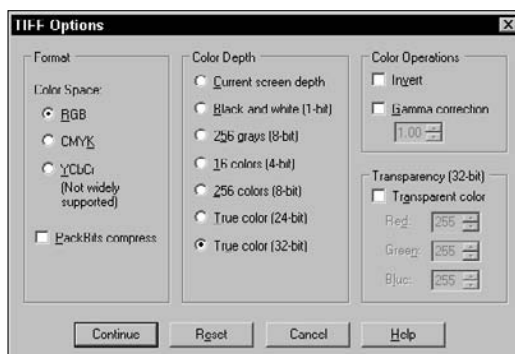 TIFF Options
Format
Color Space:
RGB
CMYK
YCbCr
(Not widely
supported)
PackBits compress
Color Depth
Current screen depth
Black and white (1-bit)
256 grays (8-bit)
16 colors (4-bit)
256 colors (8-bit)
True color (24-bit)
True color (32-bit)
Color Operations
Invert
Gamma correction
1.00
Transparency (32-bit)
Transparent color
Red: 255
Green: 255
Blue: 255
Continue
Reset
Cancel
Help